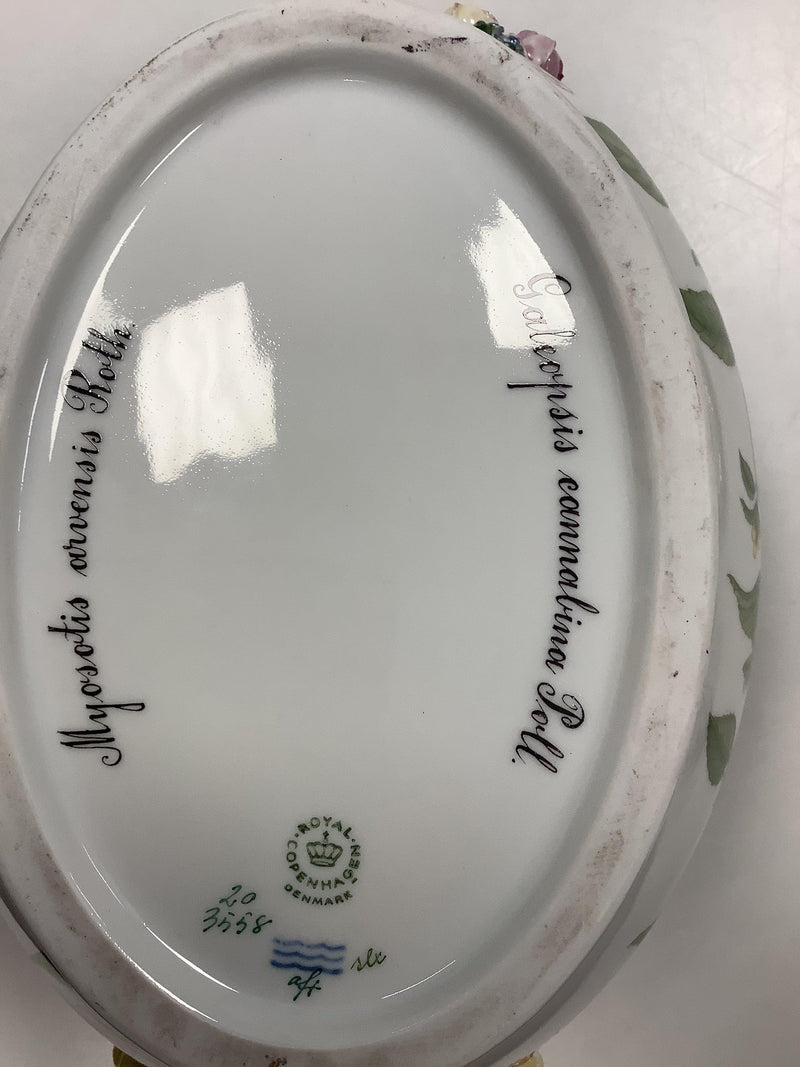 Myosotis arvensis Roth.
Galeopsis cannabina Poll.
ROYAL
COPENHAGEN
DENMARK
20
3558